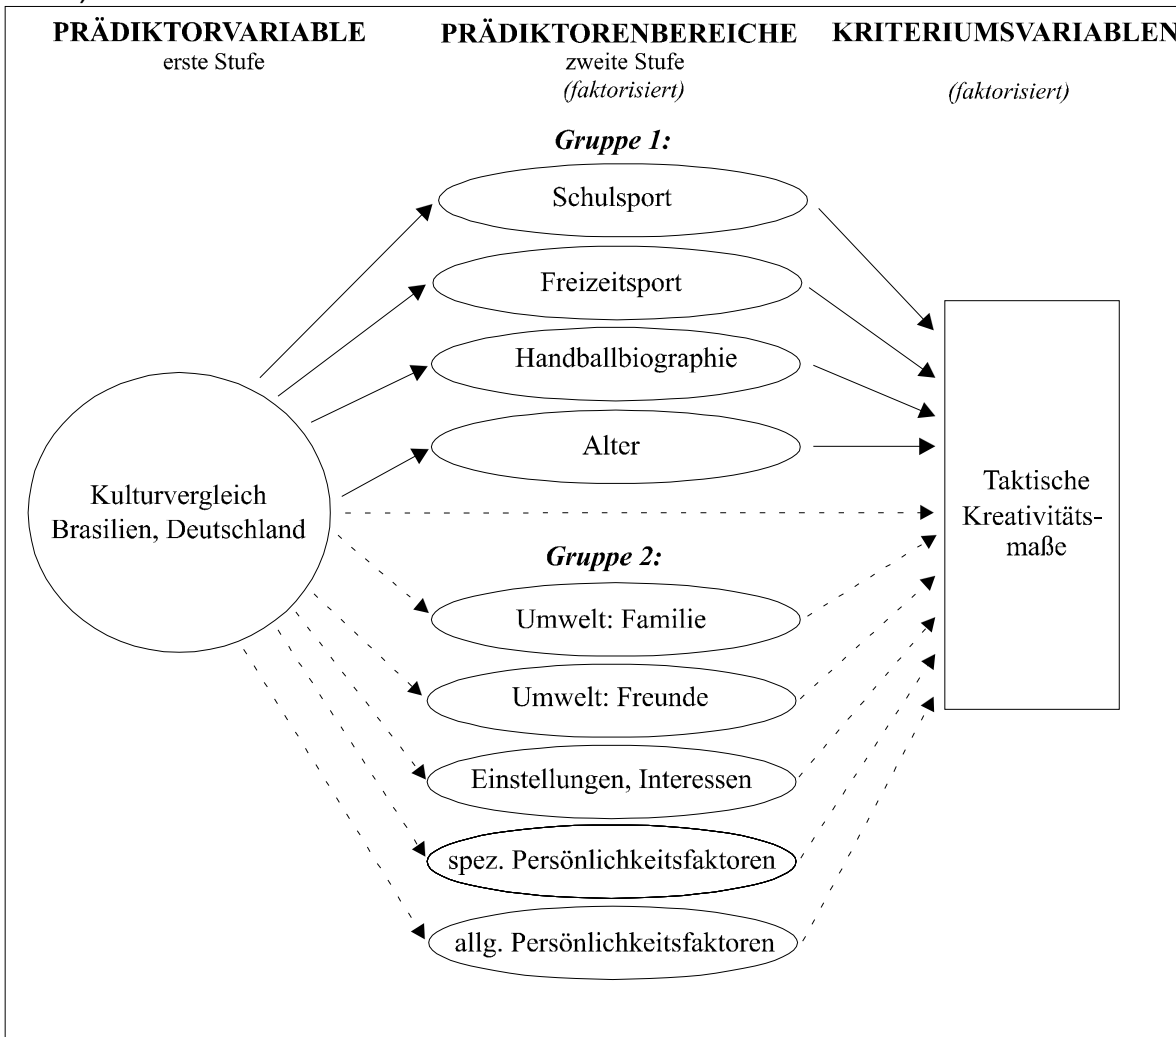 PRÄDIKTORVARIABLE
erste Stufe
PRÄDIKTORENBEREICHE
zweite Stufe
(faktorisiert)
KRITERIUMSVARIABLEN
(faktorisiert)
Gruppe 1:
Schulsport
Freizeitsport
Handballbiographie
Alter
Kulturvergleich
Brasilien, Deutschland
Gruppe 2:
Umwelt: Familie
Umwelt: Freunde
Einstellungen, Interessen
spez. Persönlichkeitsfaktoren
allg. Persönlichkeitsfaktoren
Taktische
Kreativitäts-
maße